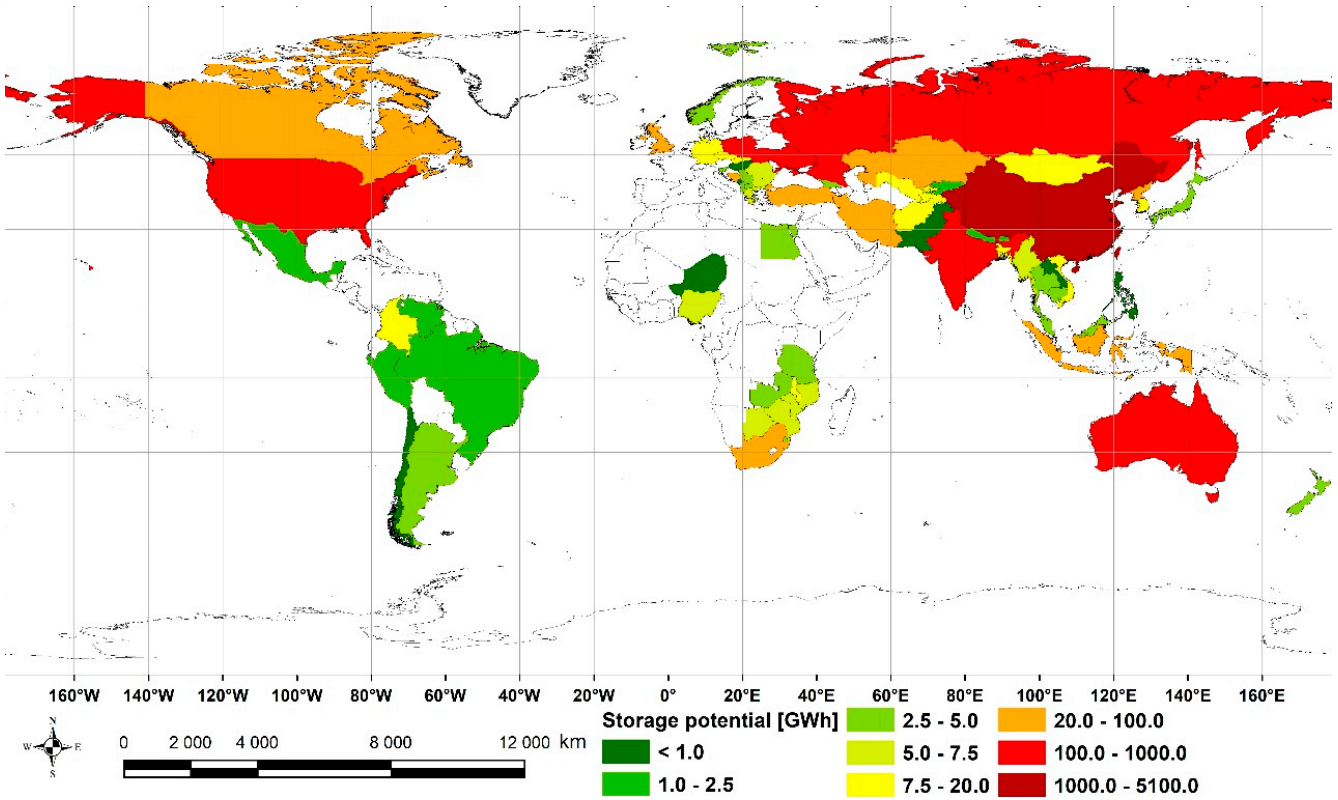 160°W 140°W 120°W 100°W 80°W 60°W 40°W 20°W 0° 20°E 40°E 60°E 80°E 100°E 120°E 140°E 160°E
N
W E
S
0 2 000 4 000 8 000 12 000 km
Storage potential [GWh]
< 1.0
1.0 - 2.5
2.5 - 5.0
5.0 - 7.5
7.5 - 20.0
20.0 - 100.0
100.0 - 1000.0
1000.0 - 5100.0